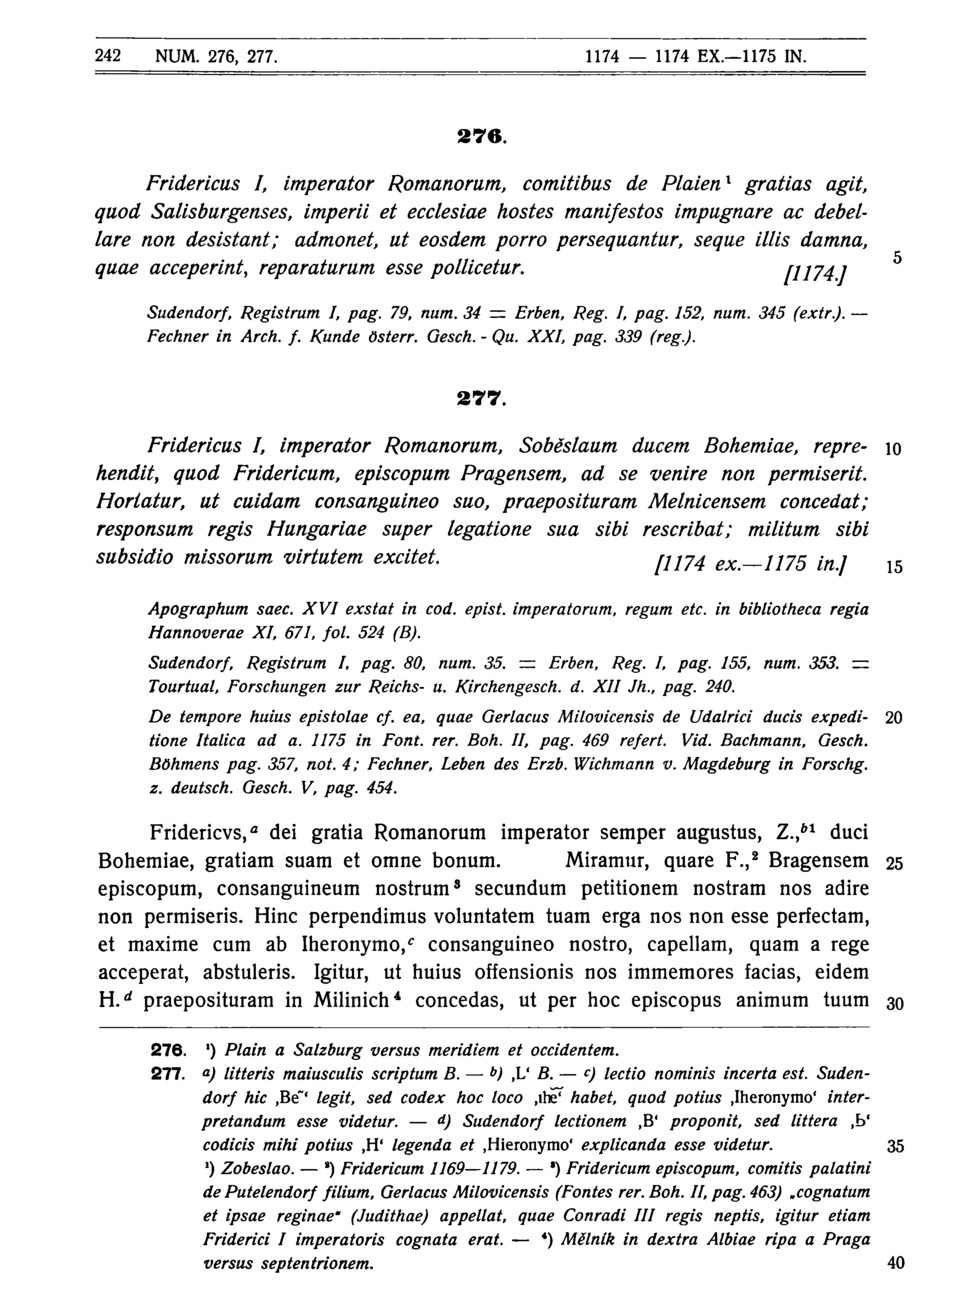 242 NUM. 276, 277. 1174 — 1174 EX.—1175 IN.
276.
Fridericus I, imperator Romanorum, comitibus de Plaien¹ gratias agit,
quod Salisburgenses, imperii et ecclesiae hostes manifestos impugnare ac debel-
lare non desistant; admonet, ut eosdem porro persequantur, seque illis damna,
quae acceperint, reparaturum esse pollicetur. [1174.] 5
Sudendorf, Registrum I, pag. 79, num. 34 = Erben, Reg. I, pag. 152, num. 345 (extr.). —
Fechner in Arch. f. Kunde österr. Gesch. - Qu. XXI, pag. 339 (reg.).
277.
Fridericus I, imperator Romanorum, Soběslaum ducem Bohemiae, repre- 10
hendit, quod Fridericum, episcopum Pragensem, ad se venire non permiserit.
Hortatur, ut cuidam consanguineo suo, praeposituram Melnicensem concedat;
responsum regis Hungariae super legatione sua sibi rescribat; militum sibi
subsidio missorum virtutem excitet. [1174 ex.—1175 in.] 15
Apographum saec. XVI exstat in cod. epist. imperatorum, regum etc. in bibliotheca regia
Hannoverae XI, 671, fol. 524 (B).
Sudendorf, Registrum I, pag. 80, num. 35. = Erben, Reg. I, pag. 155, num. 353. =
Tourtual, Forschungen zur Reichs- u. Kirchengesch. d. XII Jh., pag. 240.
De tempore huius epistolae cf. ea, quae Gerlacus Milovicensis de Udalrici ducis expedi- 20
tione Italica ad a. 1175 in Font. rer. Boh. II, pag. 469 refert. Vid. Bachmann, Gesch.
Böhmens pag. 357, not. 4; Fechner, Leben des Erzb. Wichmann v. Magdeburg in Forschg.
z. deutsch. Gesch. V, pag. 454.
Fridericvs,ᵃ dei gratia Romanorum imperator semper augustus, Z.,ᵇ¹ duci
Bohemiae, gratiam suam et omne bonum. Miramur, quare F.,² Bragensem 25
episcopum, consanguineum nostrum³ secundum petitionem nostram nos adire
non permiseris. Hinc perpendimus voluntatem tuam erga nos non esse perfectam,
et maxime cum ab Iheronymo,ᶜ consanguineo nostro, capellam, quam a rege
acceperat, abstuleris. Igitur, ut huius offensionis nos immemores facias, eidem
H.ᵈ praeposituram in Milinich⁴ concedas, ut per hoc episcopus animum tuum 30
276. ¹) Plain a Salzburg versus meridiem et occidentem.
277. ᵃ) litteris maiusculis scriptum B. — ᵇ) ‚L‘ B. — ᶜ) lectio nominis incerta est. Suden-
dorf hic ‚Be˜‘ legit, sed codex hoc loco ‚ihe͠‘ habet, quod potius ‚Iheronymo‘ inter-
pretandum esse videtur. — ᵈ) Sudendorf lectionem ‚B‘ proponit, sed littera ‚b‘
codicis mihi potius ‚H‘ legenda et ‚Hieronymo‘ explicanda esse videtur. 35
¹) Zobeslao. — ²) Fridericum 1169—1179. — ³) Fridericum episcopum, comitis palatini
de Putelendorf filium, Gerlacus Milovicensis (Fontes rer. Boh. II, pag. 463) „cognatum
et ipsae reginae“ (Judithae) appellat, quae Conradi III regis neptis, igitur etiam
Friderici I imperatoris cognata erat. — ⁴) Mělník in dextra Albiae ripa a Praga
versus septentrionem. 40